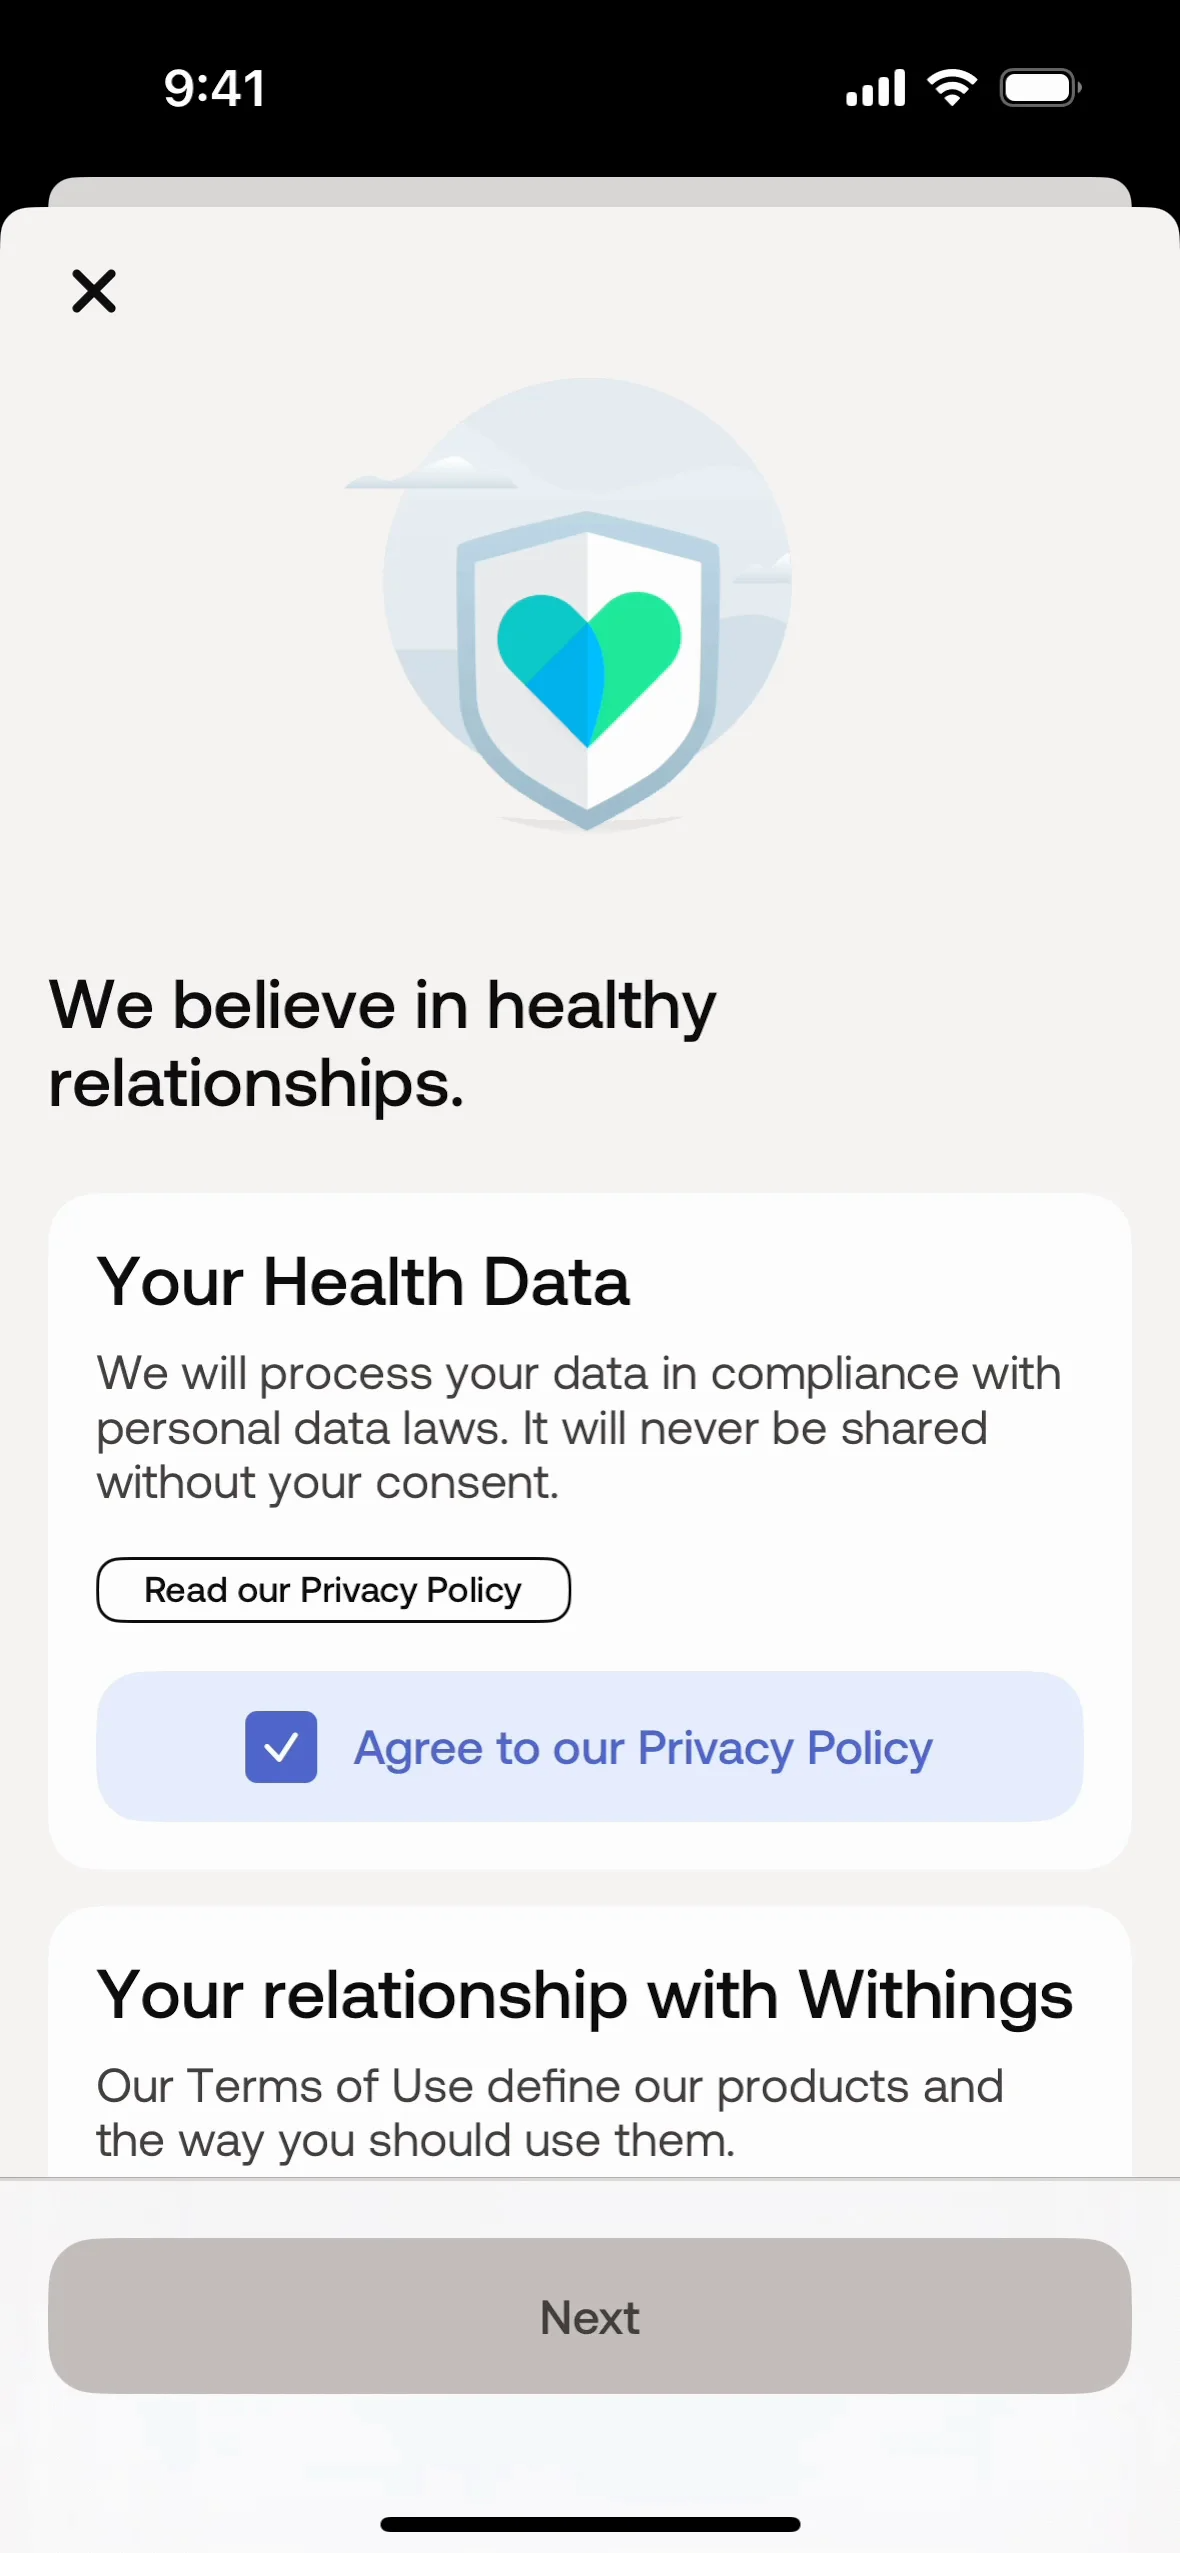 9:41
We believe in healthy
relationships.
Your Health Data
We will process your data in compliance with
personal data laws. It will never be shared
without your consent.
Read our Privacy Policy
Agree to our Privacy Policy
Your relationship with Withings
Our Terms of Use define our products and
the way you should use them.
Next